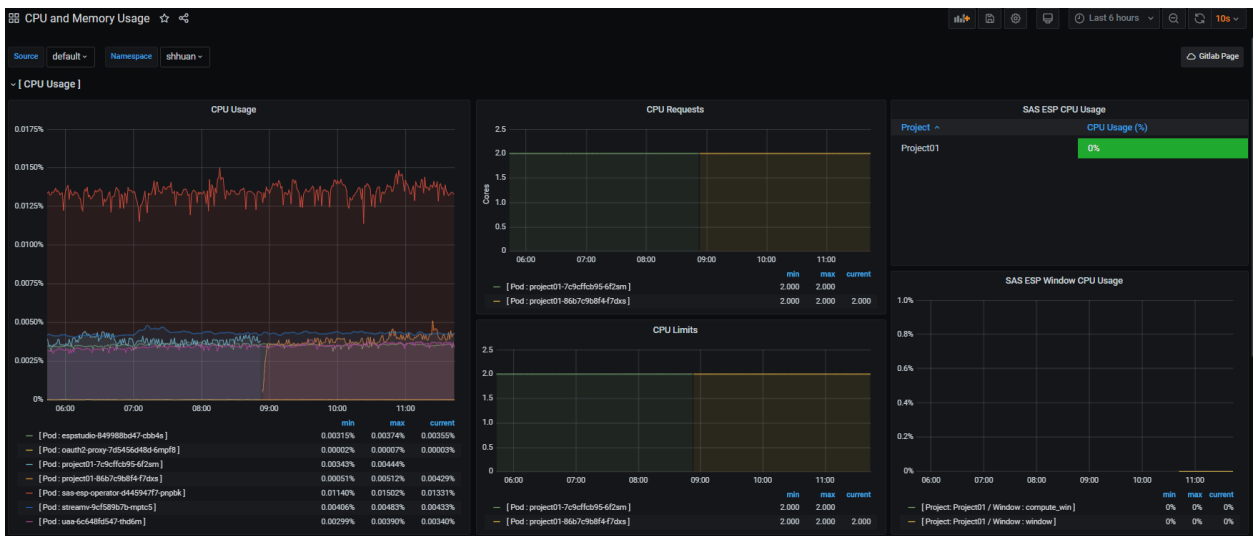 CPU and Memory Usage
Last 6 hours
10s
Source default Namespace shhuan
Gitlab Page
[ CPU Usage ]
CPU Usage
0.0175%
0.0150%
0.0125%
0.0100%
0.0075%
0.0050%
0.0025%
0%
06:00 07:00 08:00 09:00 10:00 11:00
min max current
[ Pod : espstudio-849988bd47-cbb4s ] 0.00315% 0.00374% 0.00355%
[ Pod : oauth2-proxy-7d5456d48d-6mpf8 ] 0.00002% 0.00007% 0.00003%
[ Pod : project01-7c9cffcb95-6f2sm ] 0.00343% 0.00444%
[ Pod : project01-86b7c9b8f4-f7dxs ] 0.00051% 0.00512% 0.00429%
[ Pod : sas-esp-operator-d445947f7-pnpbk ] 0.01140% 0.01502% 0.01331%
[ Pod : streamv-9cf589b7b-mptc5 ] 0.00406% 0.00483% 0.00433%
[ Pod : uaa-6c648fd547-thd6m ] 0.00299% 0.00390% 0.00340%
CPU Requests
Cores
2.5
2.0
1.5
1.0
0.5
0
06:00 07:00 08:00 09:00 10:00 11:00
min max current
[ Pod : project01-7c9cffcb95-6f2sm ] 2.000 2.000
[ Pod : project01-86b7c9b8f4-f7dxs ] 2.000 2.000 2.000
CPU Limits
2.5
2.0
1.5
1.0
0.5
0
06:00 07:00 08:00 09:00 10:00 11:00
min max current
[ Pod : project01-7c9cffcb95-6f2sm ] 2.000 2.000
[ Pod : project01-86b7c9b8f4-f7dxs ] 2.000 2.000 2.000
SAS ESP CPU Usage
Project CPU Usage (%)
Project01 0%
SAS ESP Window CPU Usage
1.0%
0.8%
0.6%
0.4%
0.2%
0%
06:00 07:00 08:00 09:00 10:00 11:00
min max current
[ Project: Project01 / Window : compute_win ] 0% 0% 0%
[ Project: Project01 / Window : window ] 0% 0% 0%